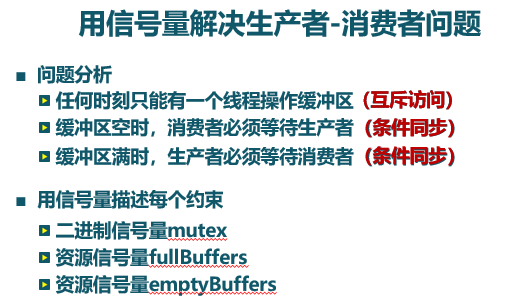 用信号量解决生产者-消费者问题
问题分析
任何时刻只能有一个线程操作缓冲区（互斥访问）
缓冲区空时，消费者必须等待生产者（条件同步）
缓冲区满时，生产者必须等待消费者（条件同步）
用信号量描述每个约束
二进制信号量mutex
资源信号量fullBuffers
资源信号量emptyBuffers